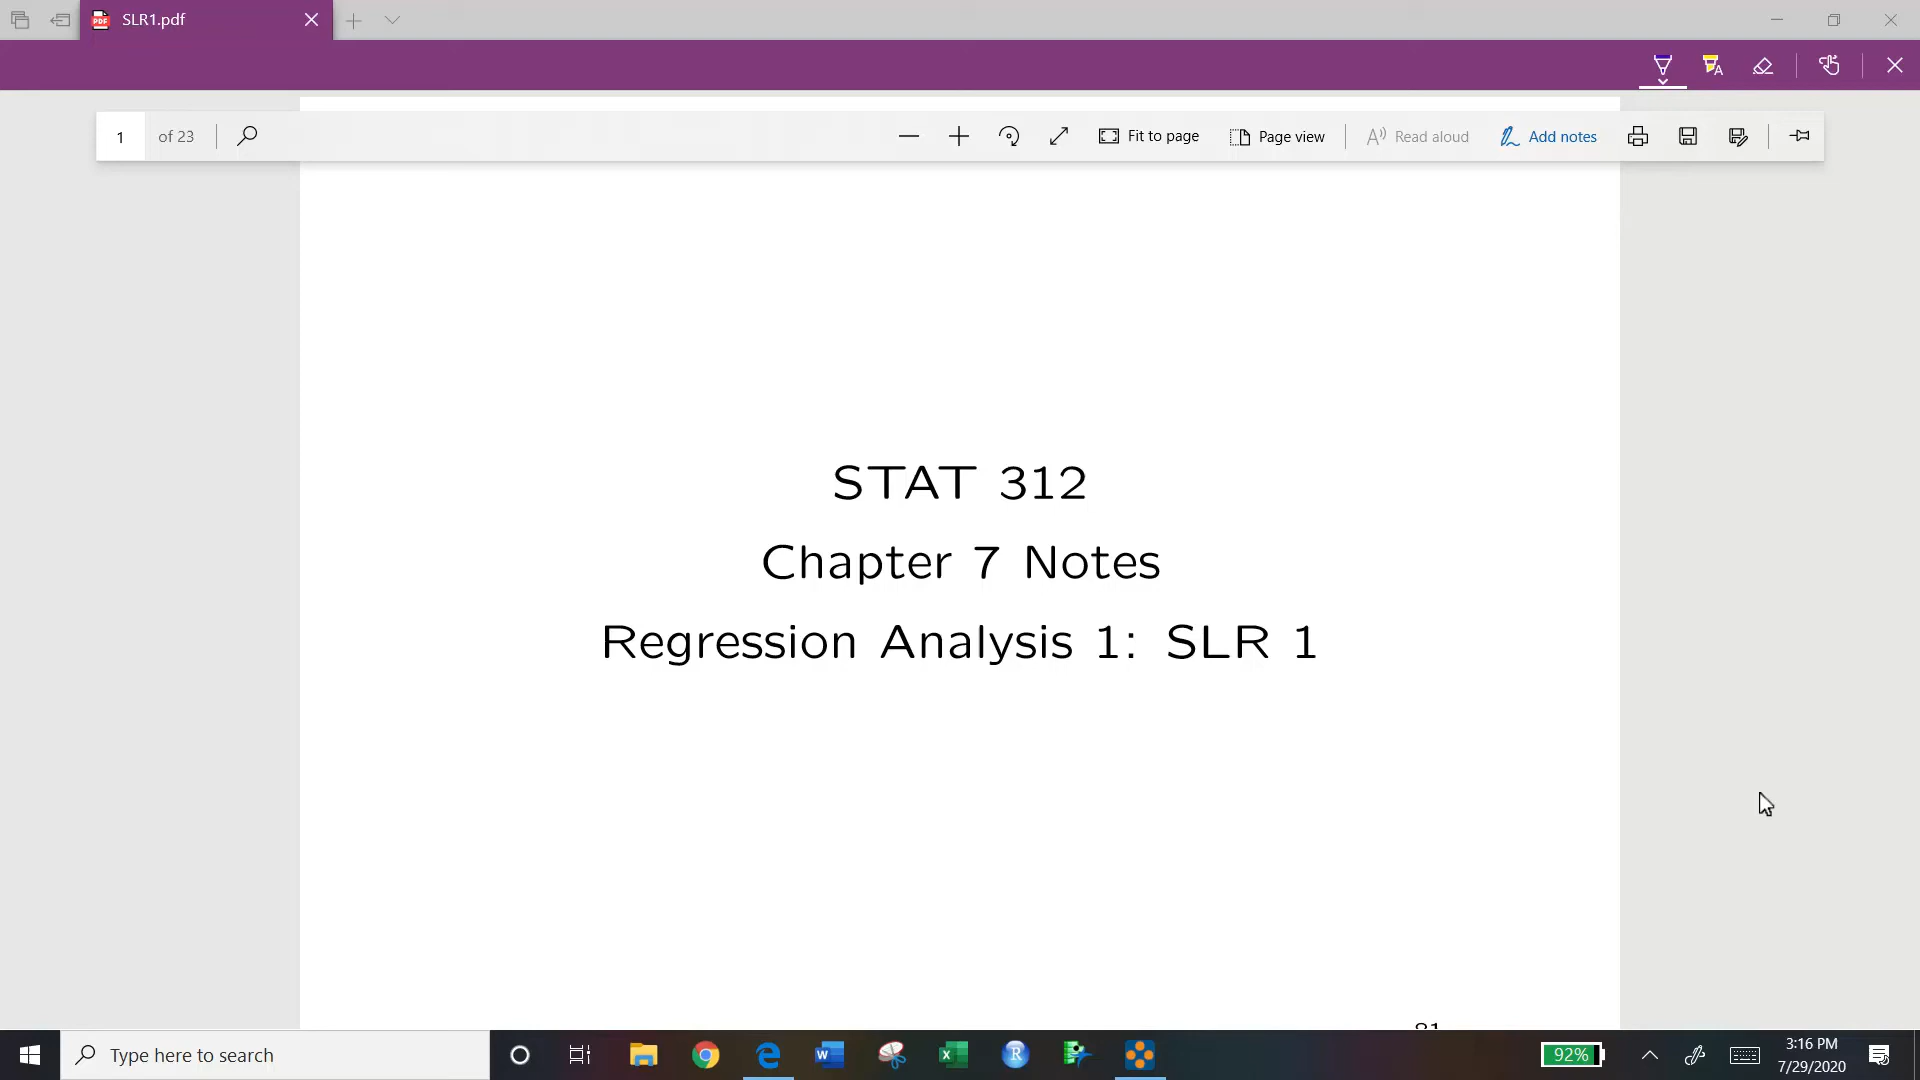 SLR1.pdf
1 of 23 Fit to page Page view Read aloud Add notes
STAT 312
Chapter 7 Notes
Regression Analysis 1: SLR 1
Type here to search
92%
3:16 PM
7/29/2020